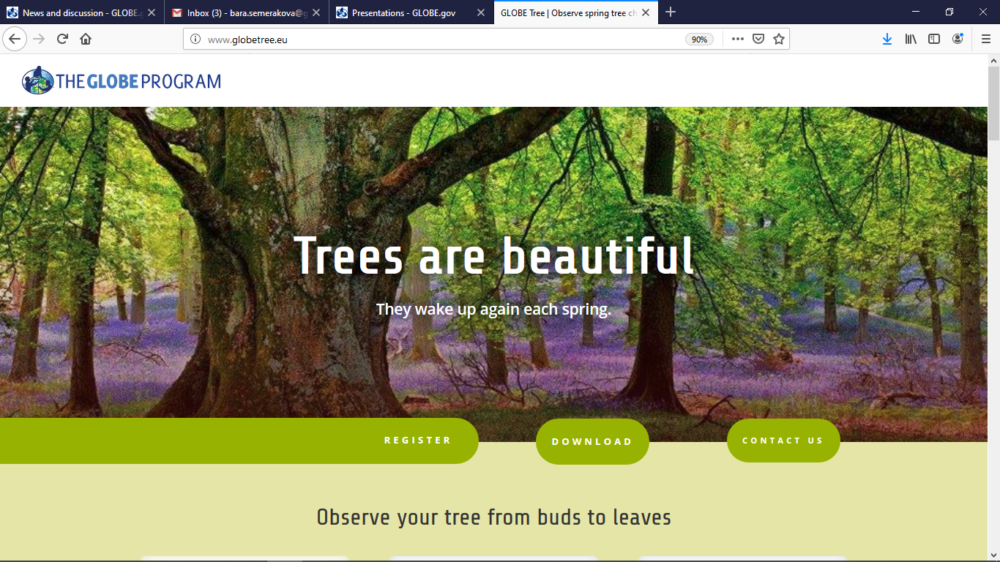 News and discussion - GLOBE.g
Inbox (3) - bara.semerakova@g
Presentations - GLOBE.gov
GLOBE Tree | Observe spring tree ch
www.globetree.eu
90%
THE GLOBE PROGRAM
Trees are beautiful
They wake up again each spring.
REGISTER
DOWNLOAD
CONTACT US
Observe your tree from buds to leaves